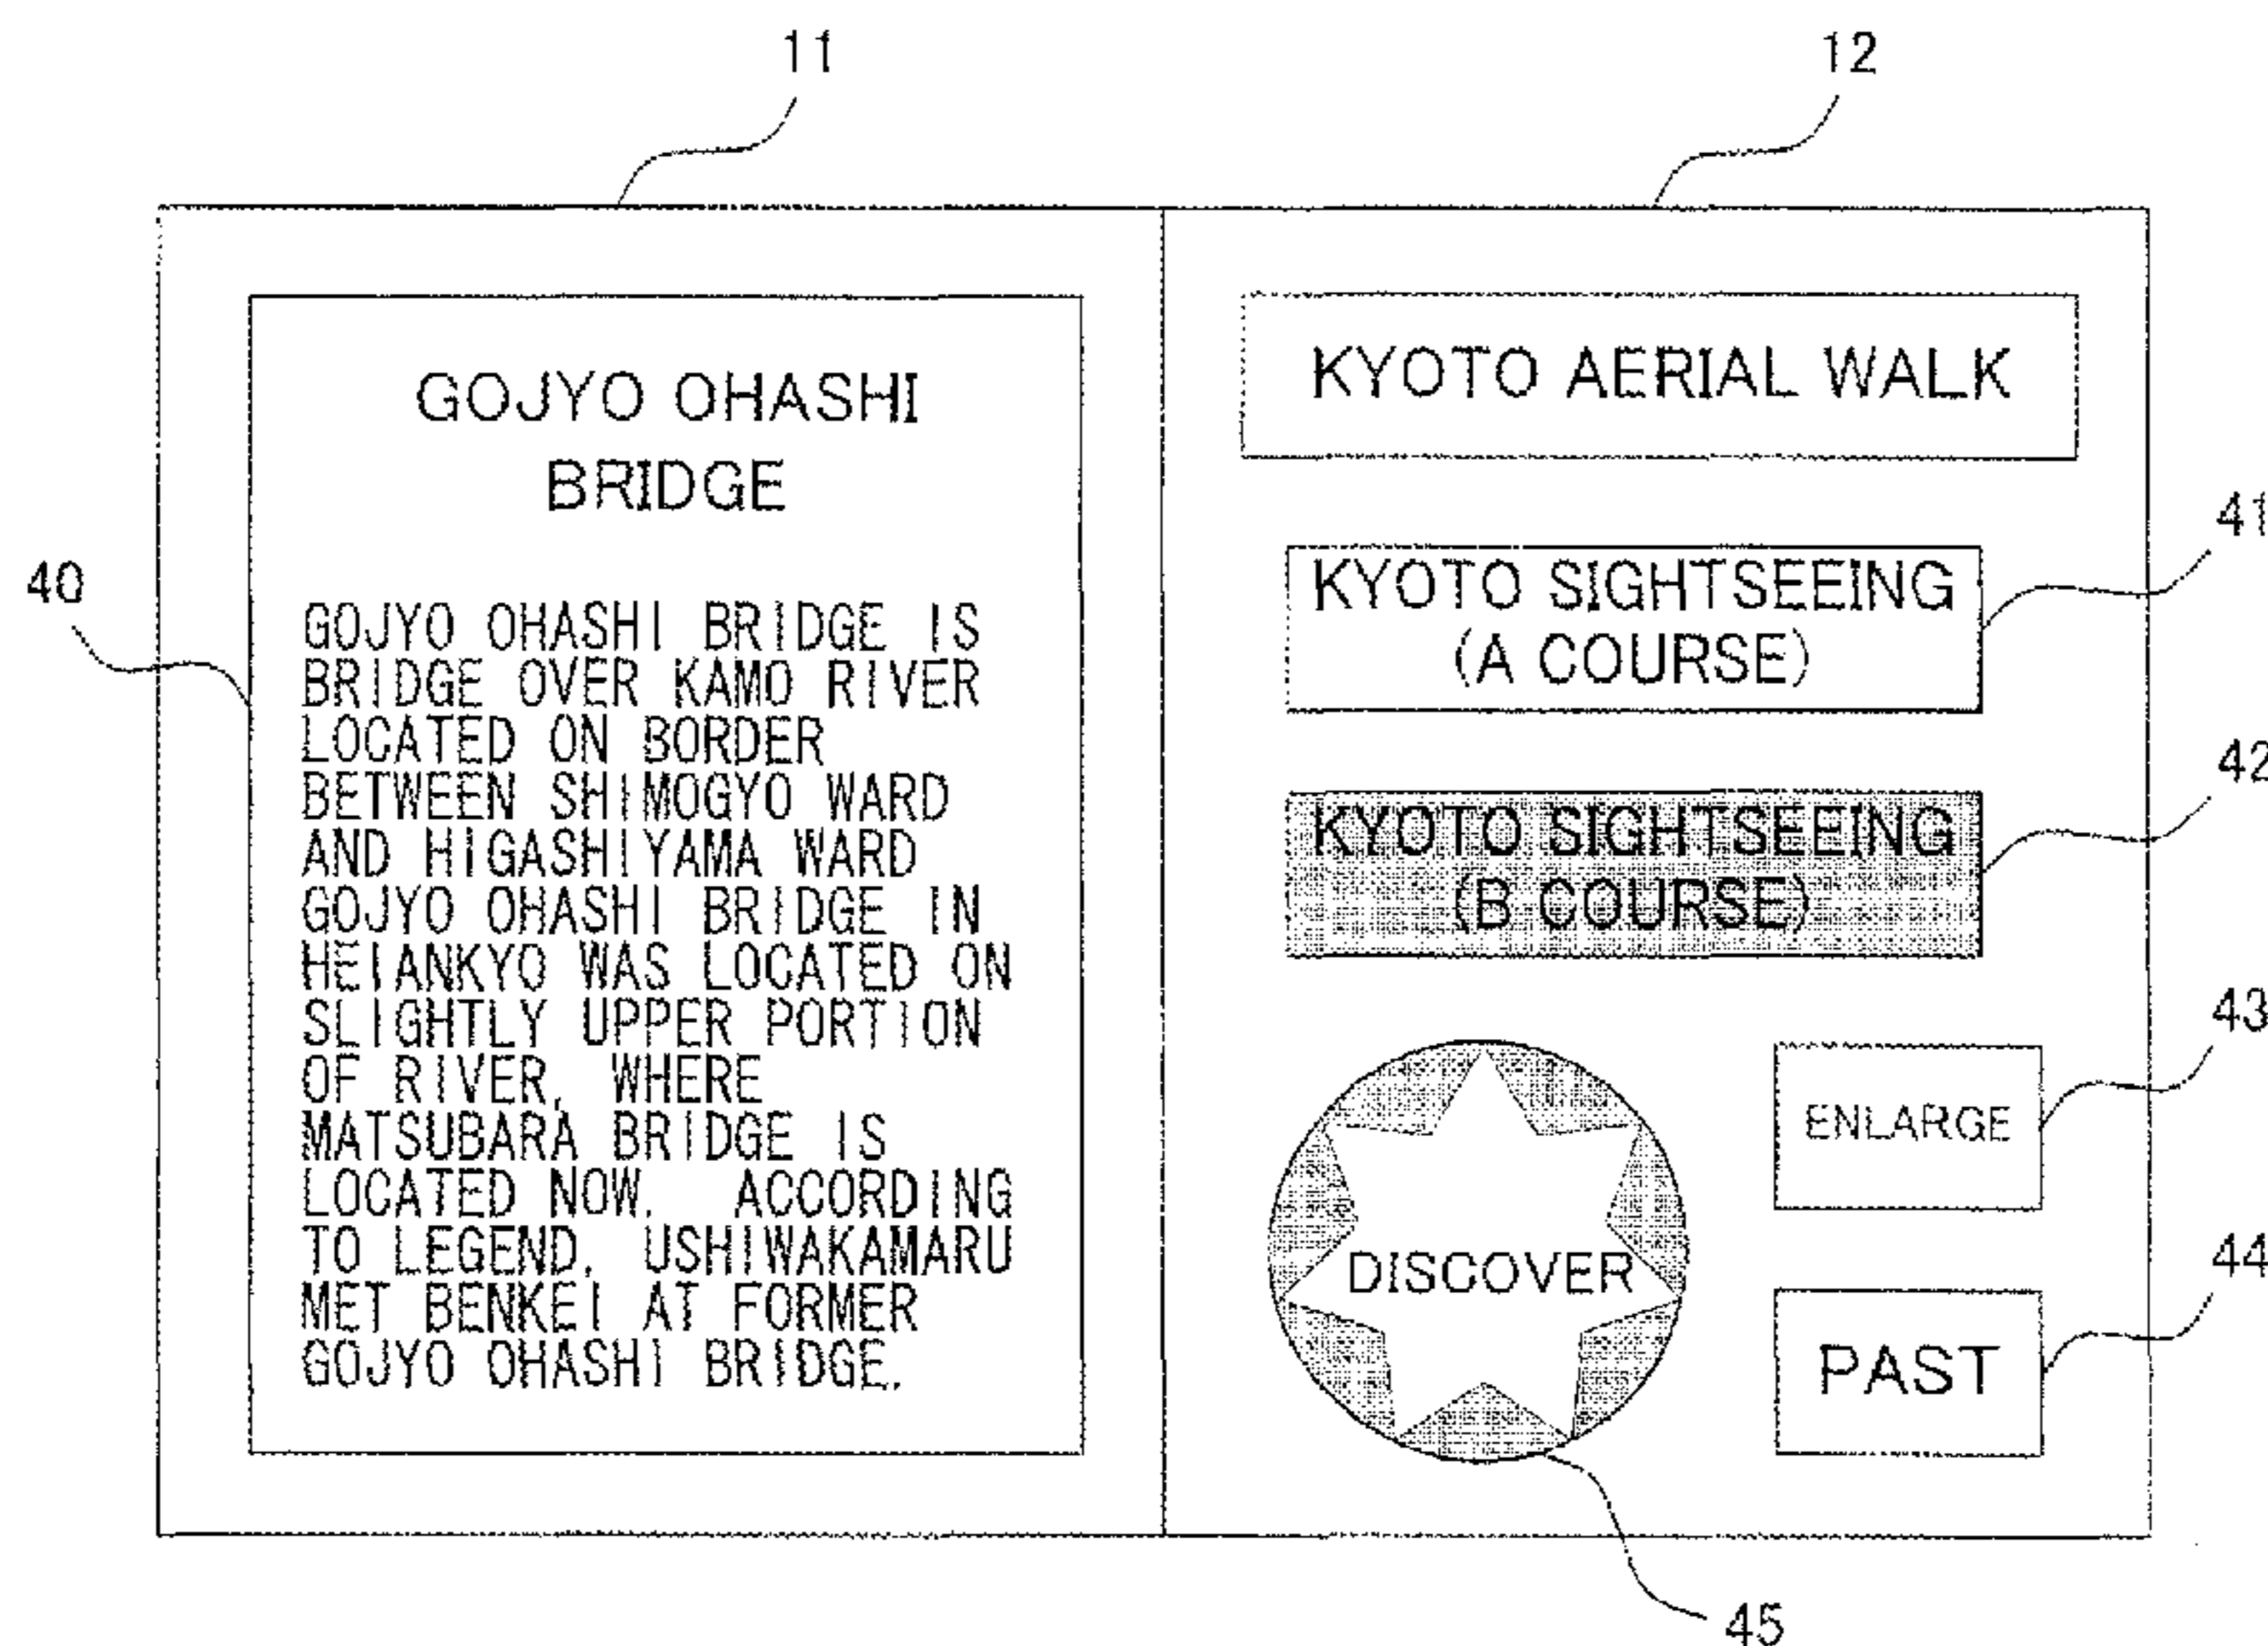 11
12
40
GOJYO OHASHI
BRIDGE
GOJYO OHASHI BRIDGE IS
BRIDGE OVER KAMO RIVER
LOCATED ON BORDER
BETWEEN SHIMOGYO WARD
AND HIGASHIYAMA WARD
GOJYO OHASHI BRIDGE IN
HEIANKYO WAS LOCATED ON
SLIGHTLY UPPER PORTION
OF RIVER, WHERE
MATSUBARA BRIDGE IS
LOCATED NOW. ACCORDING
TO LEGEND, USHIWAKAMARU
MET BENKEI AT FORMER
GOJYO OHASHI BRIDGE.
KYOTO AERIAL WALK
KYOTO SIGHTSEEING
(A COURSE)
41
KYOTO SIGHTSEEING
(B COURSE)
42
DISCOVER
45
ENLARGE
43
PAST
44